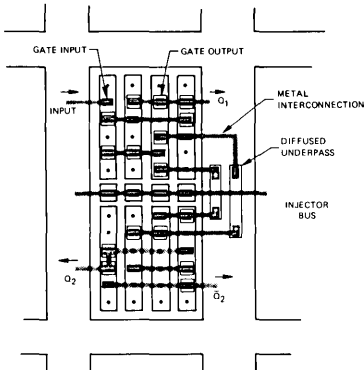 GATE INPUT
GATE OUTPUT
INPUT
Q1
METAL
INTERCONNECTION
DIFFUSED
UNDERPASS
INJECTOR
BUS
Q2
Q̄2